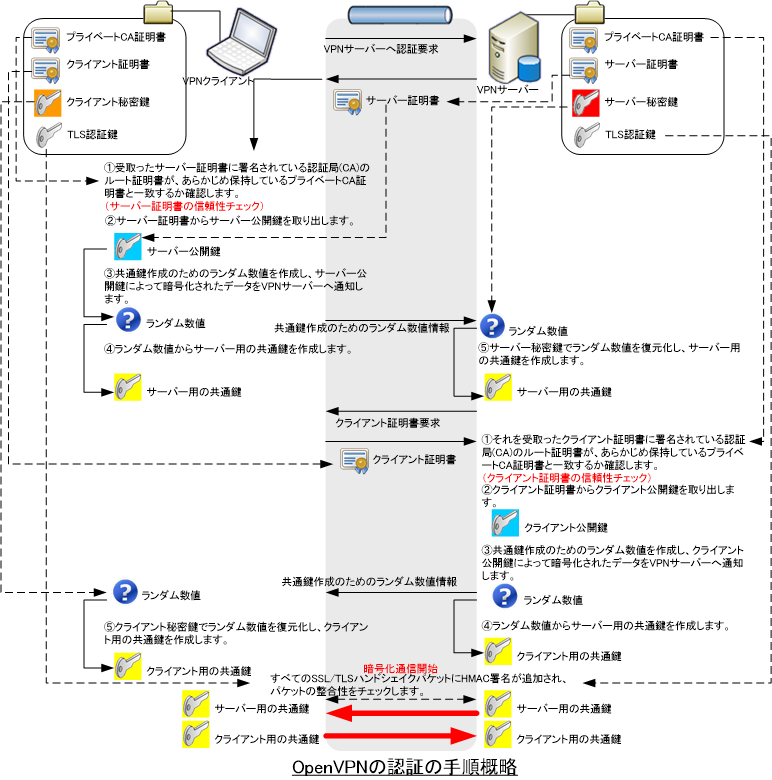 プライベートCA証明書
クライアント証明書
クライアント秘密鍵
TLS認証鍵
VPNクライアント
VPNサーバーへ認証要求
VPNサーバー
プライベートCA証明書
サーバー証明書
サーバー秘密鍵
TLS認証鍵
サーバー証明書
①受取ったサーバー証明書に署名されている認証局(CA)の
ルート証明書が、あらかじめ保持しているプライベートCA証
明書と一致するか確認します。
(サーバー証明書の信頼性チェック)
②サーバー証明書からサーバー公開鍵を取り出します。
サーバー公開鍵
③共通鍵作成のためのランダム数値を作成し、サーバー公
開鍵によって暗号化されたデータをVPNサーバーへ通知し
ます。
ランダム数値
共通鍵作成のためのランダム数値情報
ランダム数値
④ランダム数値からサーバー用の共通鍵を作成します。
⑤サーバー秘密鍵でランダム数値を復元化し、サーバー用
の共通鍵を作成します。
サーバー用の共通鍵
サーバー用の共通鍵
クライアント証明書要求
クライアント証明書
①それを受取ったクライアント証明書に署名されている認証
局(CA)のルート証明書が、あらかじめ保持しているプライベ
ートCA証明書と一致するか確認します。
(クライアント証明書の信頼性チェック)
②クライアント証明書からクライアント公開鍵を取り出しま
す。
クライアント公開鍵
③共通鍵作成のためのランダム数値を作成し、クライアント
公開鍵によって暗号化されたデータをVPNサーバーへ通知
します。
ランダム数値
共通鍵作成のためのランダム数値情報
ランダム数値
⑤クライアント秘密鍵でランダム数値を復元化し、クライアン
ト用の共通鍵を作成します。
④ランダム数値からサーバー用の共通鍵を作成します。
クライアント用の共通鍵
クライアント用の共通鍵
暗号化通信開始
すべてのSSL/TLSハンドシェイクパケットにHMAC署名が追加され、
パケットの整合性をチェックします。
サーバー用の共通鍵
サーバー用の共通鍵
クライアント用の共通鍵
クライアント用の共通鍵
OpenVPNの認証の手順概略